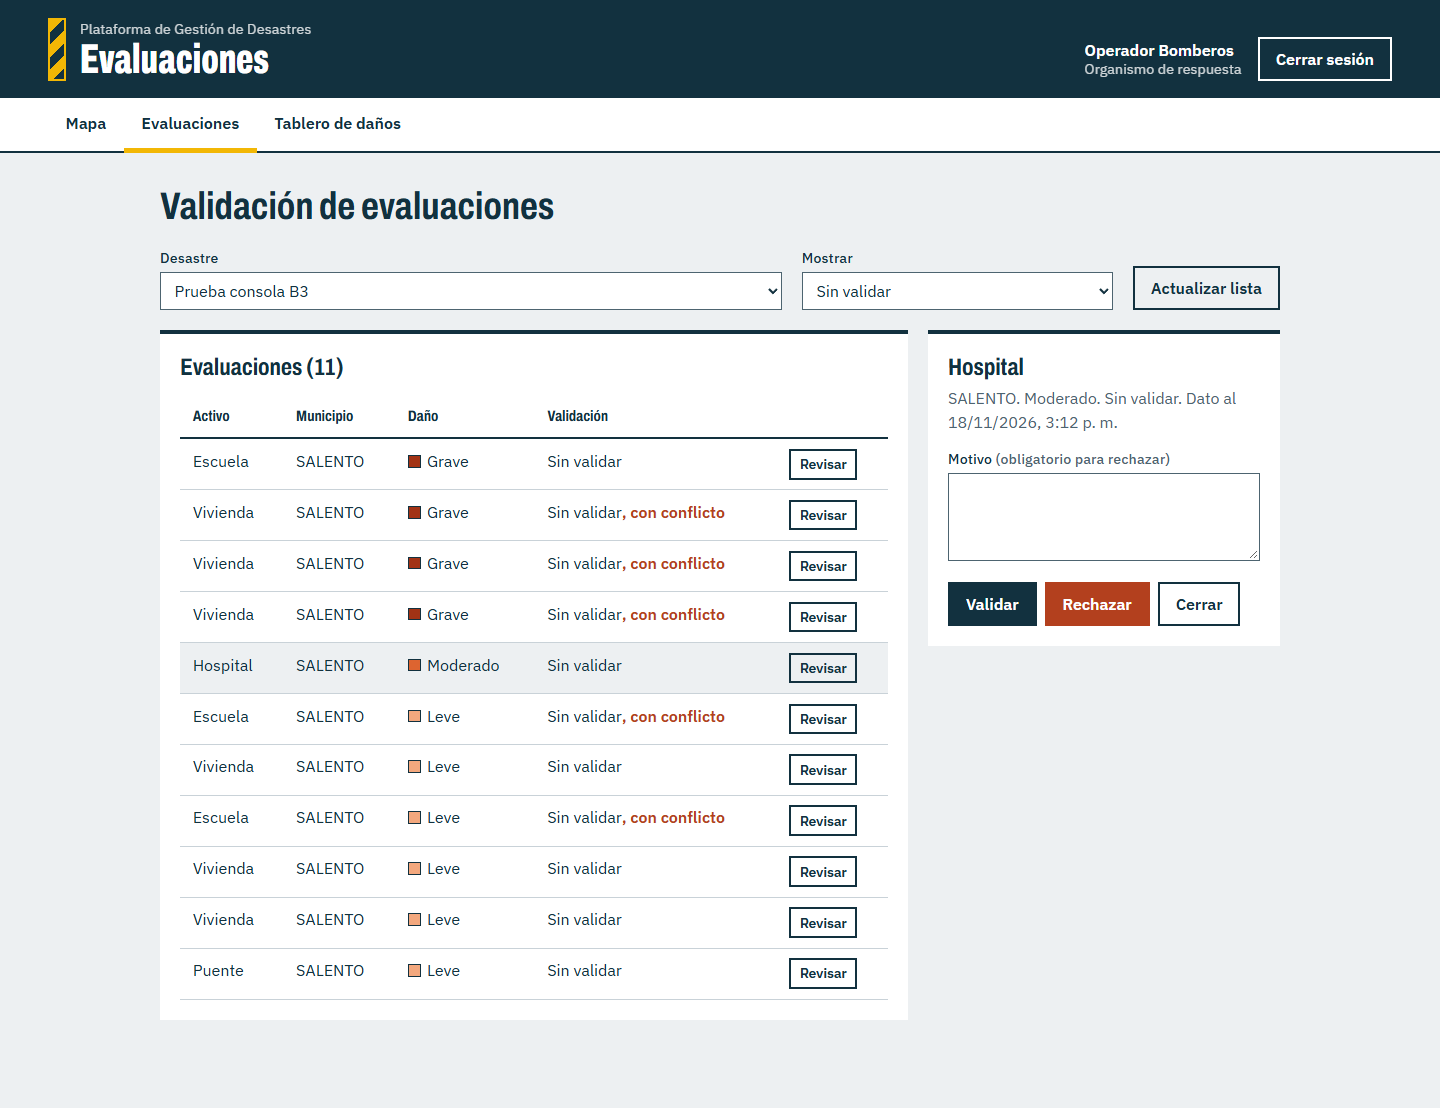 Plataforma de Gestión de Desastres
Evaluaciones
Operador Bomberos
Organismo de respuesta
Cerrar sesión
Mapa Evaluaciones Tablero de daños
Validación de evaluaciones
Desastre
Prueba consola B3
Mostrar
Sin validar
Actualizar lista
Evaluaciones (11)
Activo Municipio Daño Validación
Escuela SALENTO Grave Sin validar Revisar
Vivienda SALENTO Grave Sin validar, con conflicto Revisar
Vivienda SALENTO Grave Sin validar, con conflicto Revisar
Vivienda SALENTO Grave Sin validar, con conflicto Revisar
Hospital SALENTO Moderado Sin validar Revisar
Escuela SALENTO Leve Sin validar, con conflicto Revisar
Vivienda SALENTO Leve Sin validar Revisar
Escuela SALENTO Leve Sin validar, con conflicto Revisar
Vivienda SALENTO Leve Sin validar Revisar
Vivienda SALENTO Leve Sin validar Revisar
Puente SALENTO Leve Sin validar Revisar
Hospital
SALENTO. Moderado. Sin validar. Dato al
18/11/2026, 3:12 p. m.
Motivo (obligatorio para rechazar)
Validar Rechazar Cerrar